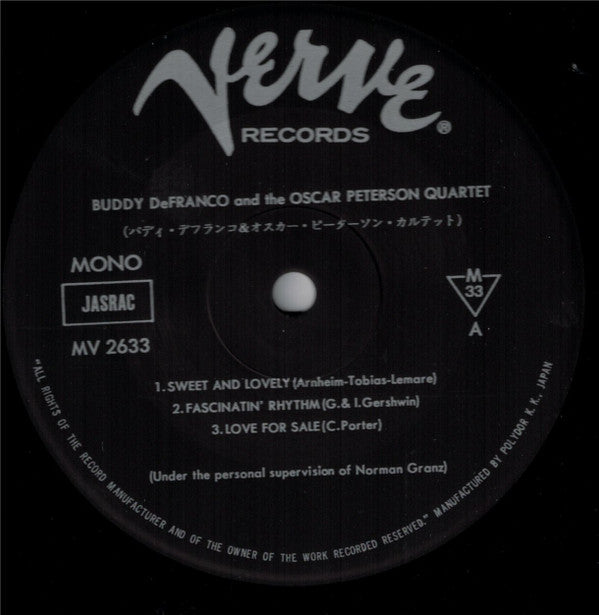 Verve
RECORDS ®
BUDDY DeFRANCO and the OSCAR PETERSON QUARTET
(バディ・デフランコ&オスカー・ピーターソン・カルテット)
MONO
JASRAC
MV 2633
M
33
A
1. SWEET AND LOVELY (Arnheim-Tobias-Lemare)
2. FASCINATIN' RHYTHM (G. & I. Gershwin)
3. LOVE FOR SALE (C. Porter)
(Under the personal supervision of Norman Granz)
"ALL RIGHTS OF THE RECORD MANUFACTURER AND OF THE OWNER OF THE WORK RECORDED RESERVED." MANUFACTURED BY POLYDOR K. K., JAPAN